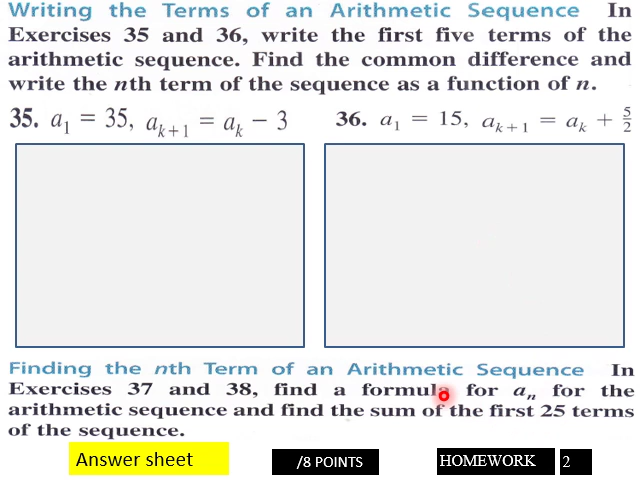 Writing the Terms of an Arithmetic Sequence In
Exercises 35 and 36, write the first five terms of the
arithmetic sequence. Find the common difference and
write the nth term of the sequence as a function of n.
35. a₁ = 35, aₖ₊₁ = aₖ − 3
36. a₁ = 15, aₖ₊₁ = aₖ + 5/2
Finding the nth Term of an Arithmetic Sequence In
Exercises 37 and 38, find a formula for aₙ for the
arithmetic sequence and find the sum of the first 25 terms
of the sequence.
Answer sheet
/8 POINTS
HOMEWORK 2